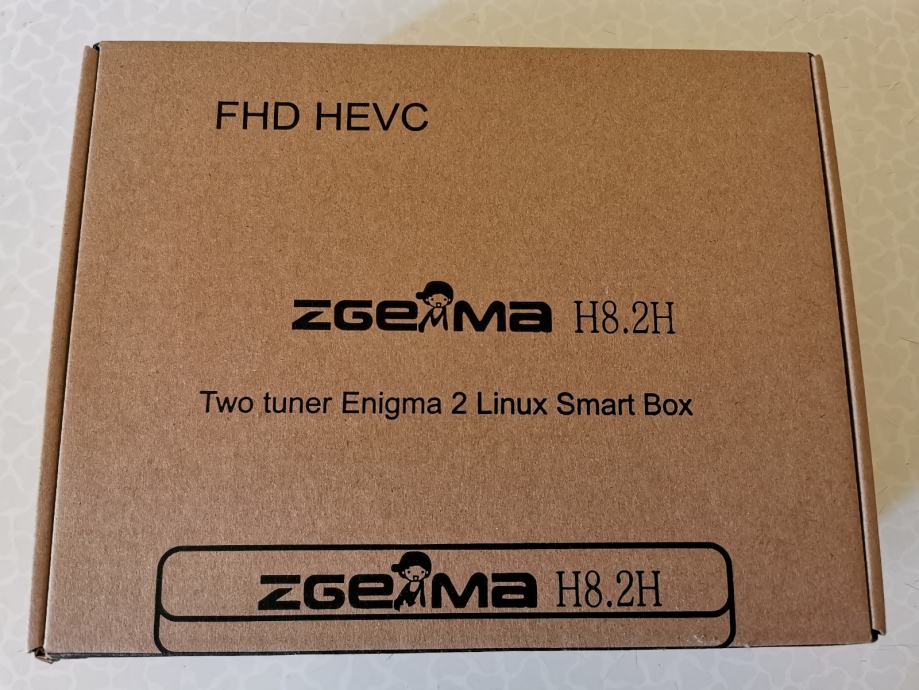 FHD HEVC
ZGEMMA H8.2H
Two tuner Enigma 2 Linux Smart Box
ZGEMMA H8.2H